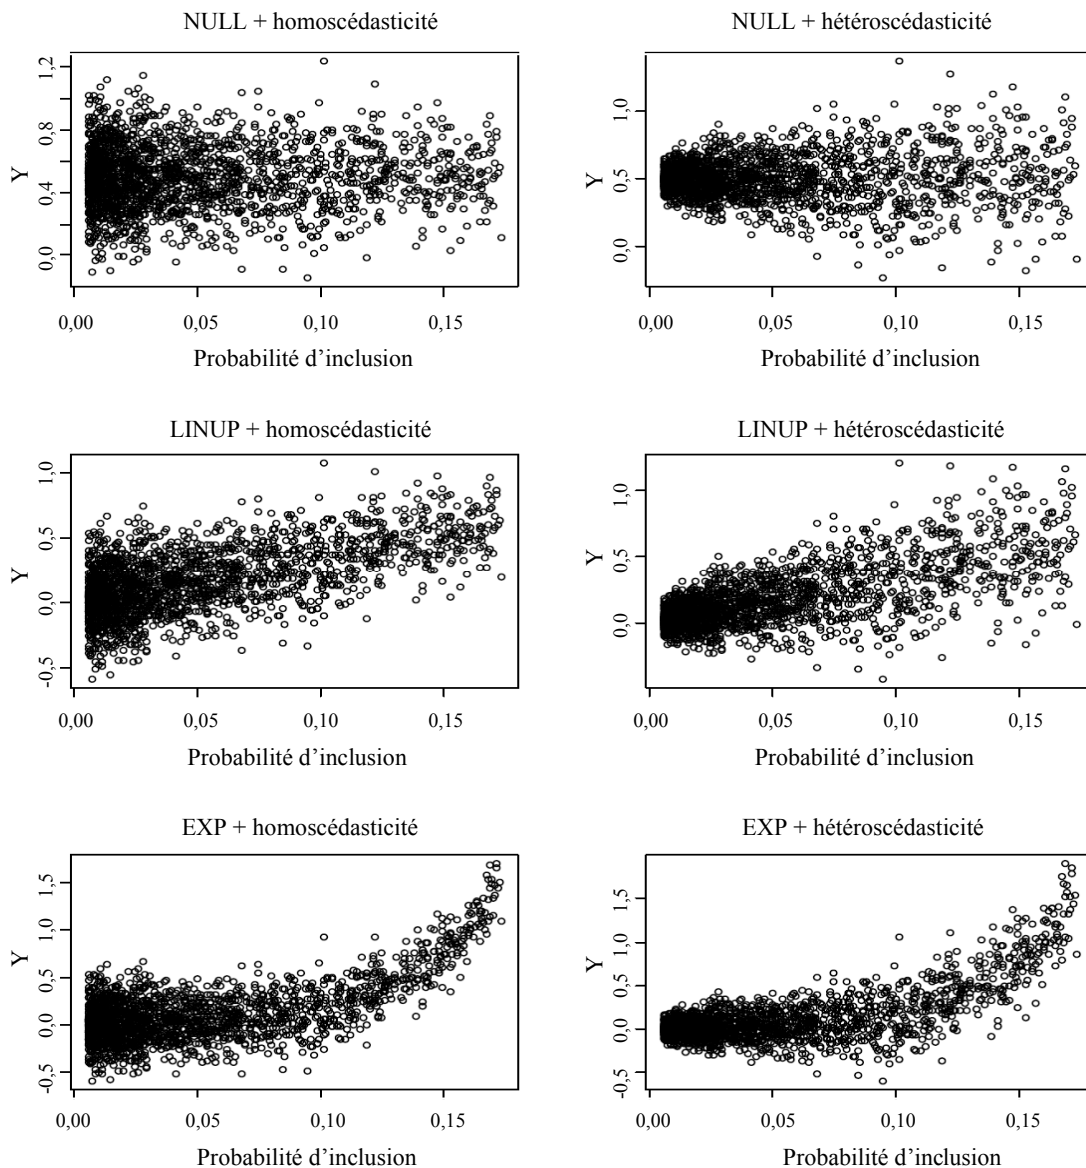 NULL + homoscédasticité
NULL + hétéroscédasticité
1,2
0,8
0,4
0,0
Y
1,0
0,5
0,0
Y
0,00 0,05 0,10 0,15
0,00 0,05 0,10 0,15
Probabilité d’inclusion
Probabilité d’inclusion
LINUP + homoscédasticité
LINUP + hétéroscédasticité
1,0
0,5
0,0
-0,5
Y
1,0
0,5
0,0
Y
0,00 0,05 0,10 0,15
0,00 0,05 0,10 0,15
Probabilité d’inclusion
Probabilité d’inclusion
EXP + homoscédasticité
EXP + hétéroscédasticité
1,5
1,0
0,5
0,0
-0,5
Y
1,5
1,0
0,5
0,0
-0,5
Y
0,00 0,05 0,10 0,15
0,00 0,05 0,10 0,15
Probabilité d’inclusion
Probabilité d’inclusion